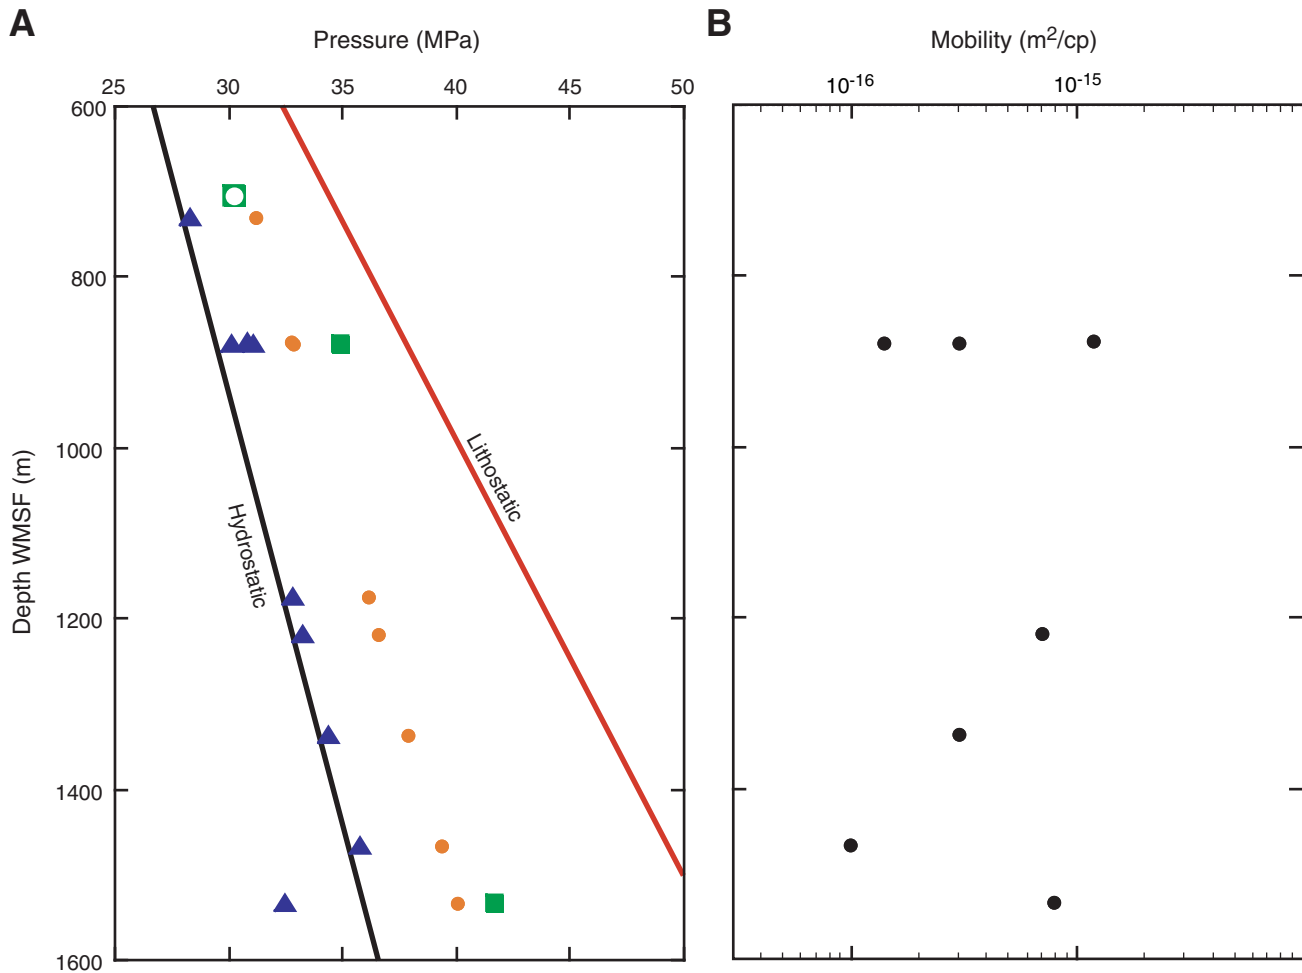 A
Pressure (MPa)
25 30 35 40 45 50
600
800
1000
1200
1400
1600
Depth WMSF (m)
Hydrostatic
Lithostatic
B
Mobility (m²/cp)
10⁻¹⁶ 10⁻¹⁵